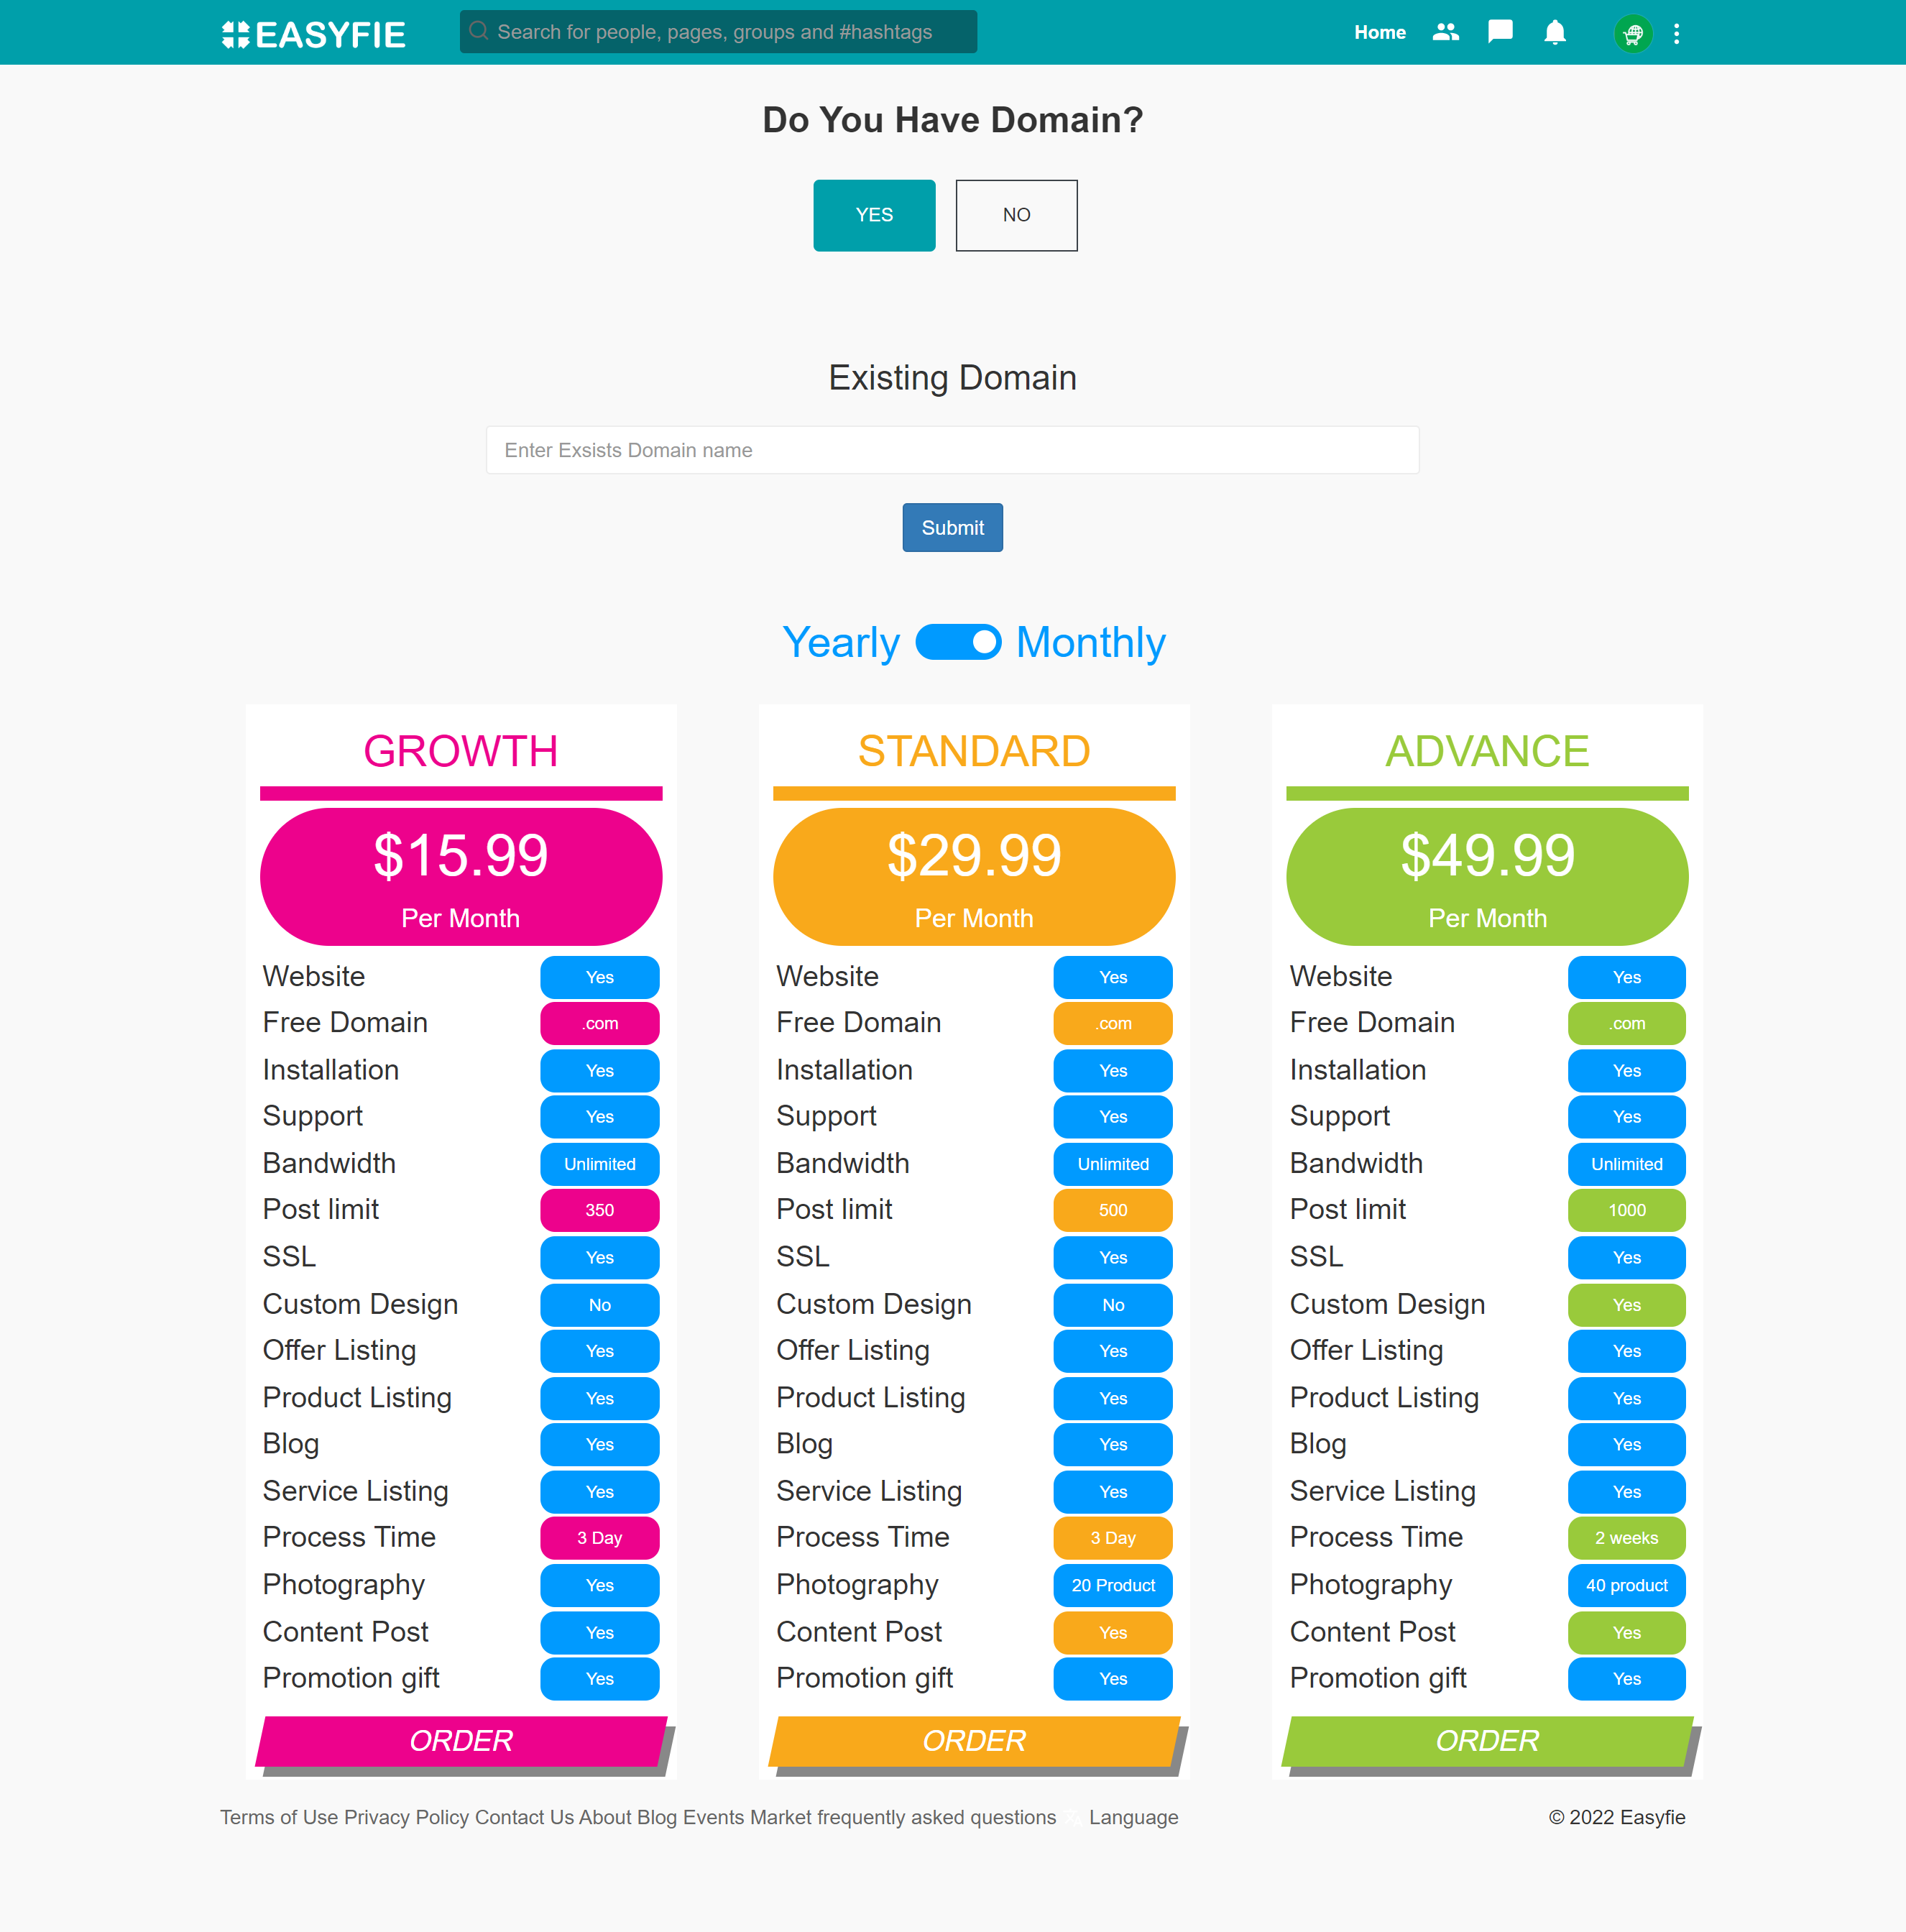 EASYFIE
Search for people, pages, groups and #hashtags
Home
Do You Have Domain?
YES
NO
Existing Domain
Enter Exsists Domain name
Submit
Yearly
Monthly
GROWTH
$15.99
Per Month
Website Yes
Free Domain .com
Installation Yes
Support Yes
Bandwidth Unlimited
Post limit 350
SSL Yes
Custom Design No
Offer Listing Yes
Product Listing Yes
Blog Yes
Service Listing Yes
Process Time 3 Day
Photography Yes
Content Post Yes
Promotion gift Yes
ORDER
STANDARD
$29.99
Per Month
Website Yes
Free Domain .com
Installation Yes
Support Yes
Bandwidth Unlimited
Post limit 500
SSL Yes
Custom Design No
Offer Listing Yes
Product Listing Yes
Blog Yes
Service Listing Yes
Process Time 3 Day
Photography 20 Product
Content Post Yes
Promotion gift Yes
ORDER
ADVANCE
$49.99
Per Month
Website Yes
Free Domain .com
Installation Yes
Support Yes
Bandwidth Unlimited
Post limit 1000
SSL Yes
Custom Design Yes
Offer Listing Yes
Product Listing Yes
Blog Yes
Service Listing Yes
Process Time 2 weeks
Photography 40 product
Content Post Yes
Promotion gift Yes
ORDER
Terms of Use Privacy Policy Contact Us About Blog Events Market frequently asked questions Language
© 2022 Easyfie